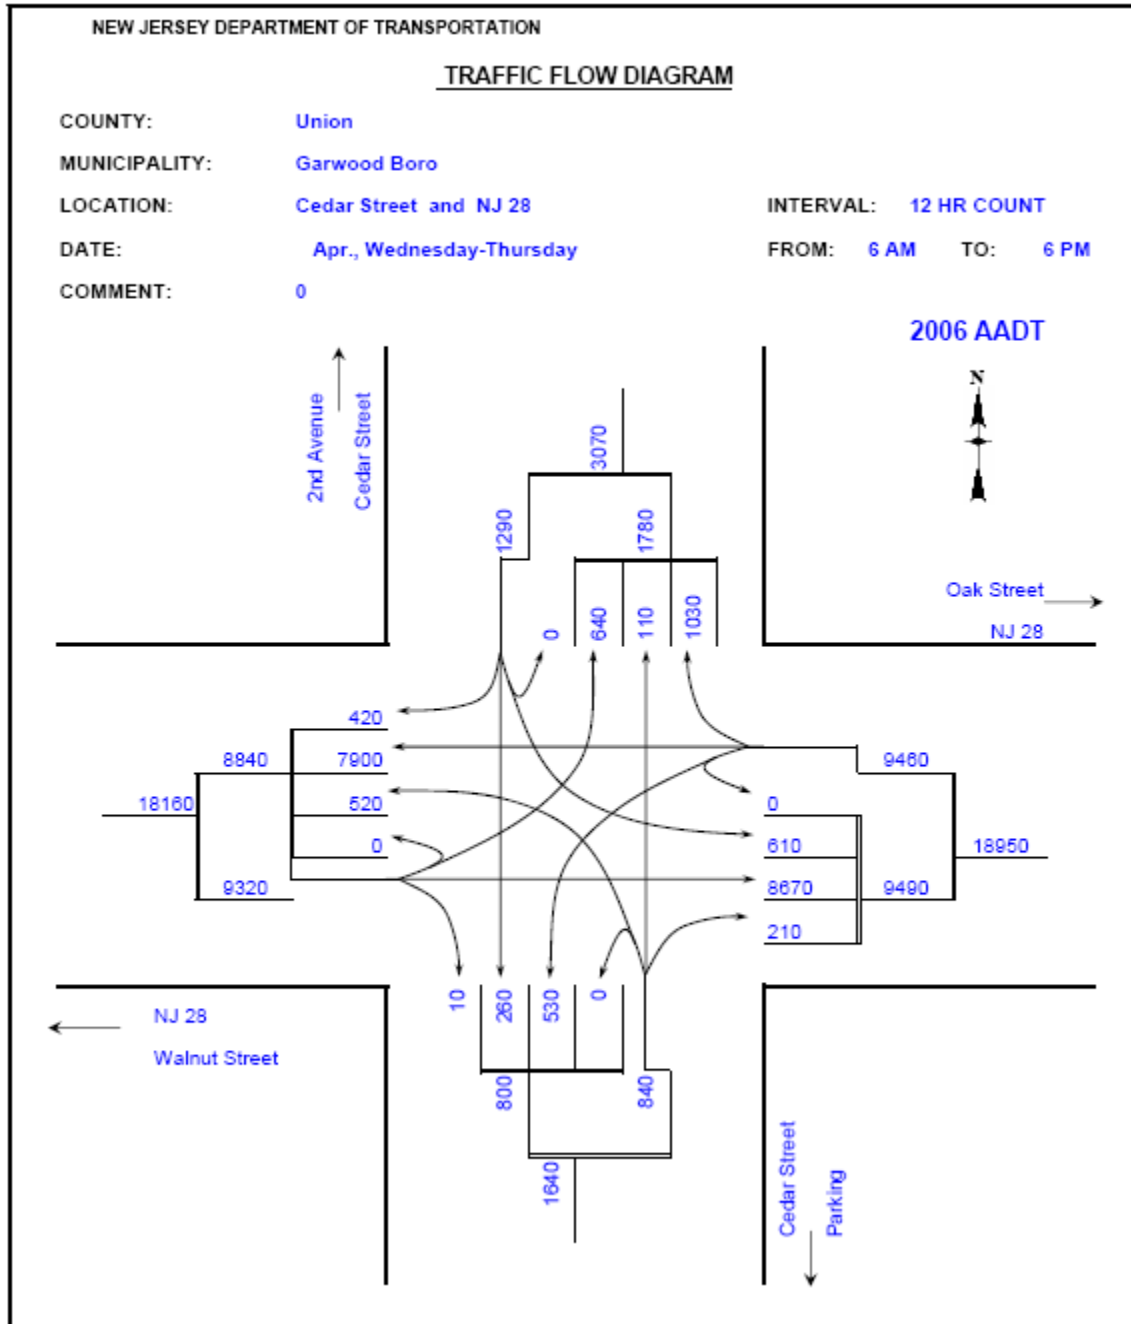 NEW JERSEY DEPARTMENT OF TRANSPORTATION
TRAFFIC FLOW DIAGRAM
COUNTY: Union
MUNICIPALITY: Garwood Boro
LOCATION: Cedar Street and NJ 28 INTERVAL: 12 HR COUNT
DATE: Apr., Wednesday-Thursday FROM: 6 AM TO: 6 PM
COMMENT: 0
2006 AADT
N
2nd Avenue
Cedar Street
3070
1290
1780
0
640
110
1030
Oak Street
NJ 28
420
8840 7900
18160 520
0
9320
9460
0
610 18950
8670 9490
210
10
260
530
0
NJ 28
Walnut Street
800
840
1640
Cedar Street
Parking